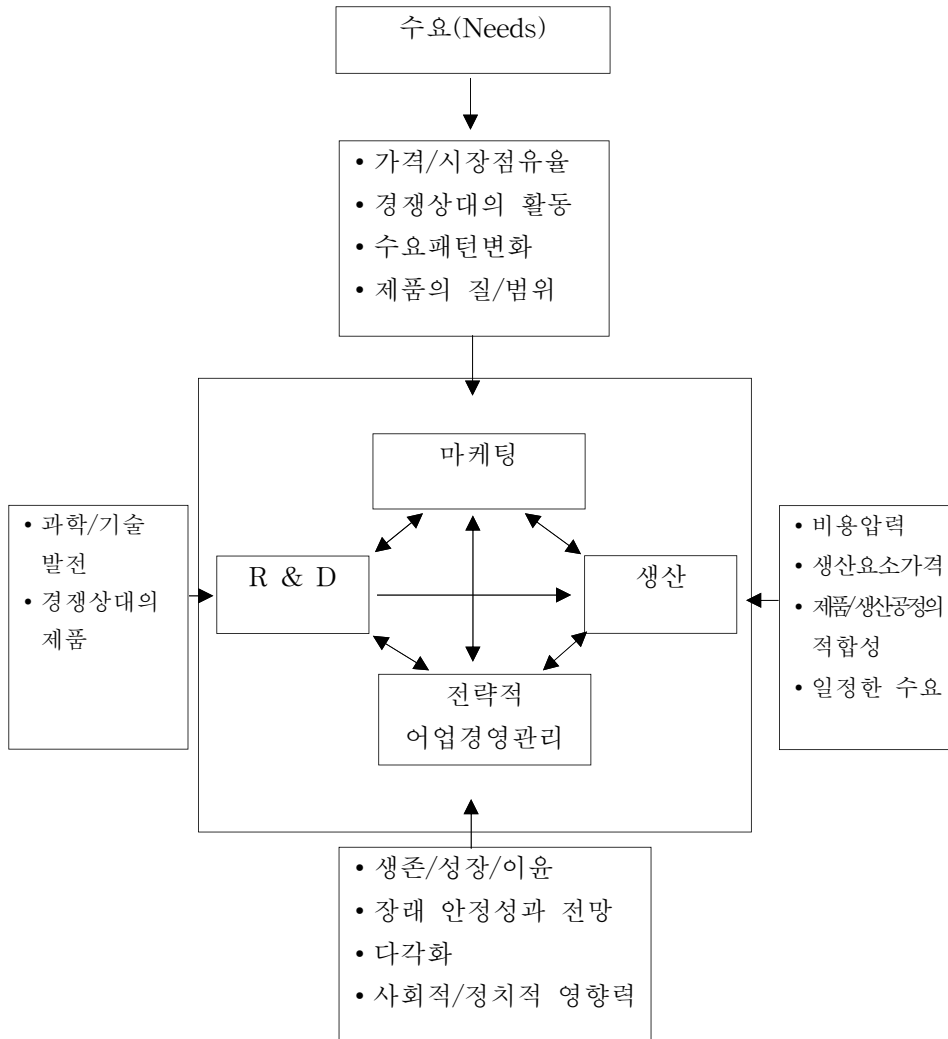 수요(Needs)
• 가격/시장점유율
• 경쟁상대의 활동
• 수요패턴변화
• 제품의 질/범위
마케팅
• 과학/기술
발전
• 경쟁상대의
제품
R & D
생산
• 비용압력
• 생산요소가격
• 제품/생산공정의
적합성
• 일정한 수요
전략적
어업경영관리
• 생존/성장/이윤
• 장래 안정성과 전망
• 다각화
• 사회적/정치적 영향력